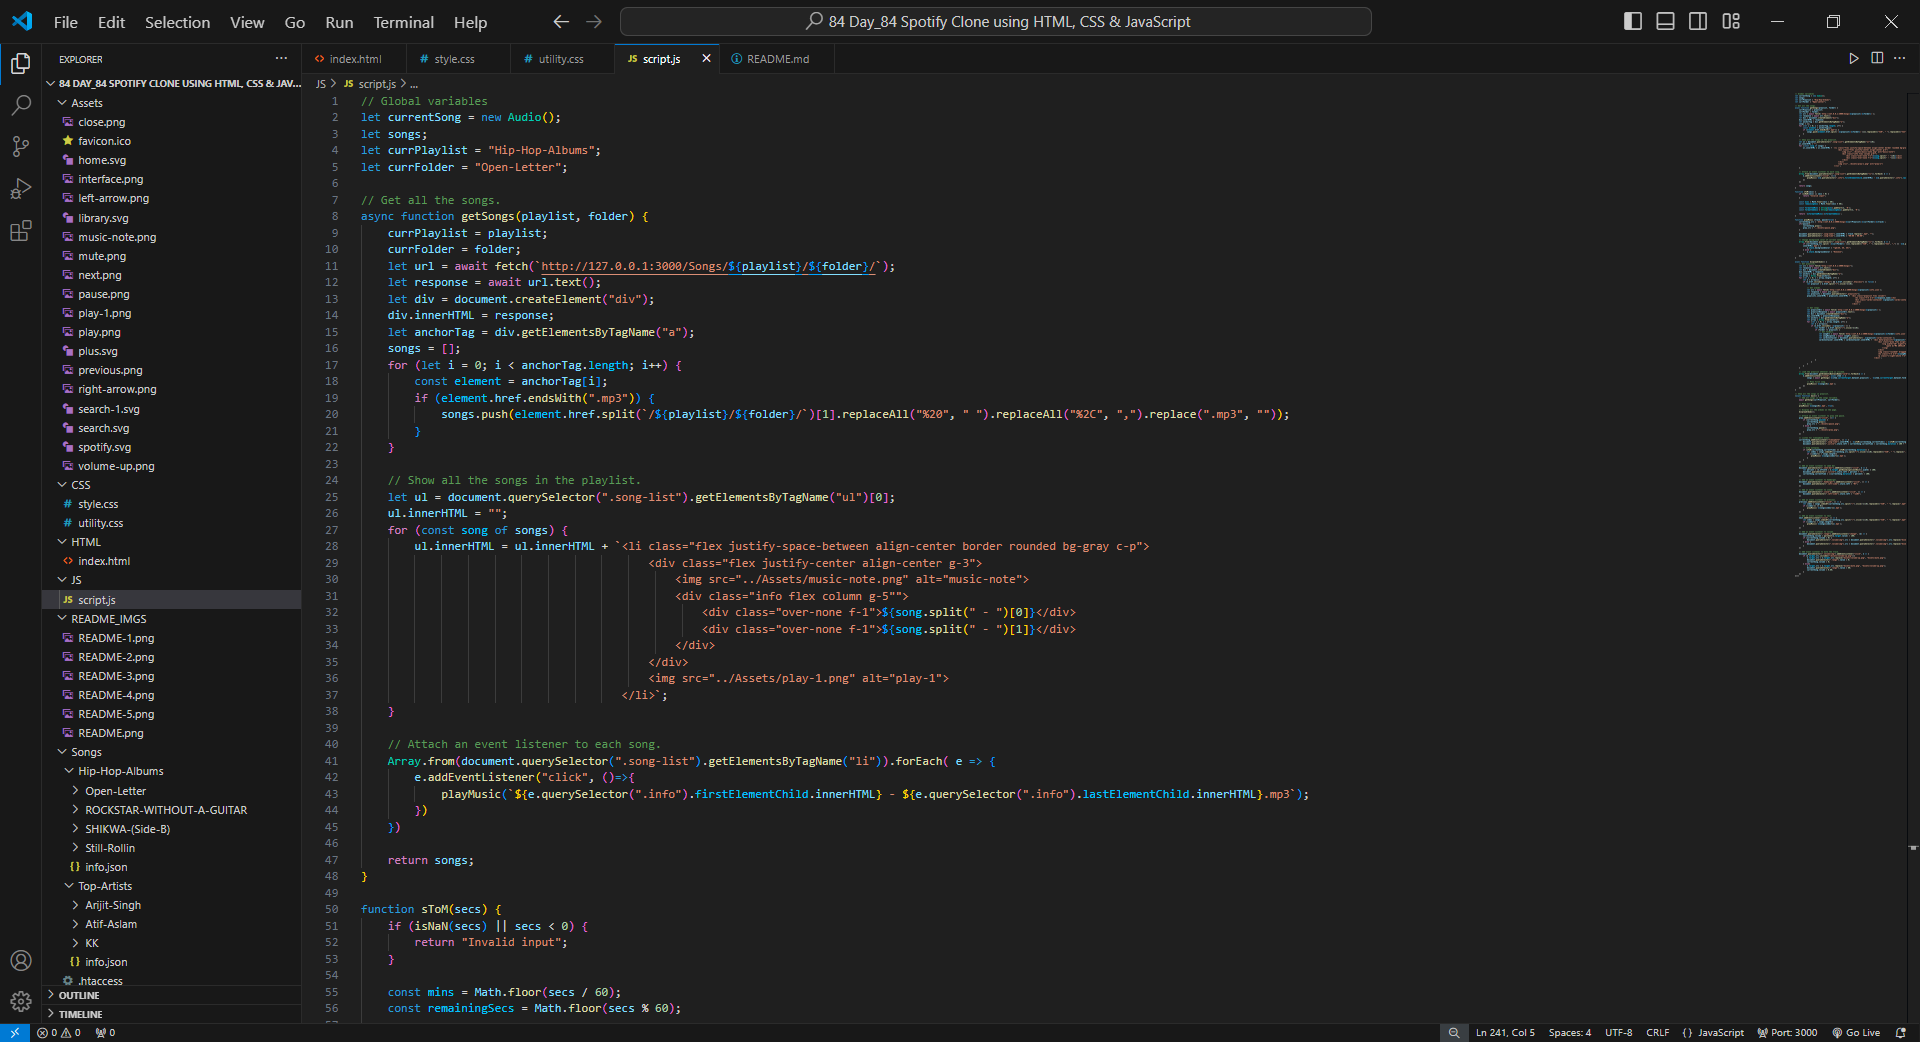 File Edit Selection View Go Run Terminal Help
84 Day_84 Spotify Clone using HTML, CSS & JavaScript
EXPLORER
84 DAY_84 SPOTIFY CLONE USING HTML, CSS & JAV...
Assets
close.png
favicon.ico
home.svg
interface.png
left-arrow.png
library.svg
music-note.png
mute.png
next.png
pause.png
play-1.png
play.png
plus.svg
previous.png
right-arrow.png
search-1.svg
search.svg
spotify.svg
volume-up.png
CSS
# style.css
# utility.css
HTML
<> index.html
JS
JS script.js
README_IMGS
README-1.png
README-2.png
README-3.png
README-4.png
README-5.png
README.png
Songs
Hip-Hop-Albums
Open-Letter
ROCKSTAR-WITHOUT-A-GUITAR
SHIKWA-(Side-B)
Still-Rollin
{} info.json
Top-Artists
Arijit-Singh
Atif-Aslam
KK
{} info.json
.htaccess
OUTLINE
TIMELINE
<> index.html # style.css # utility.css JS script.js README.md
JS > JS script.js > ...
1 // Global variables
2 let currentSong = new Audio();
3 let songs;
4 let currPlaylist = "Hip-Hop-Albums";
5 let currFolder = "Open-Letter";
6
7 // Get all the songs.
8 async function getSongs(playlist, folder) {
9 currPlaylist = playlist;
10 currFolder = folder;
11 let url = await fetch(`http://127.0.0.1:3000/Songs/${playlist}/${folder}/`);
12 let response = await url.text();
13 let div = document.createElement("div");
14 div.innerHTML = response;
15 let anchorTag = div.getElementsByTagName("a");
16 songs = [];
17 for (let i = 0; i < anchorTag.length; i++) {
18 const element = anchorTag[i];
19 if (element.href.endsWith(".mp3")) {
20 songs.push(element.href.split(`/${playlist}/${folder}/`)[1].replaceAll("%20", " ").replaceAll("%2C", ",").replace(".mp3", ""));
21 }
22 }
23
24 // Show all the songs in the playlist.
25 let ul = document.querySelector(".song-list").getElementsByTagName("ul")[0];
26 ul.innerHTML = "";
27 for (const song of songs) {
28 ul.innerHTML = ul.innerHTML + `<li class="flex justify-space-between align-center border rounded bg-gray c-p">
29 <div class="flex justify-center align-center g-3">
30 <img src="../Assets/music-note.png" alt="music-note">
31 <div class="info flex column g-5"">
32 <div class="over-none f-1">${song.split(" - ")[0]}</div>
33 <div class="over-none f-1">${song.split(" - ")[1]}</div>
34 </div>
35 </div>
36 <img src="../Assets/play-1.png" alt="play-1">
37 </li>`;
38 }
39
40 // Attach an event listener to each song.
41 Array.from(document.querySelector(".song-list").getElementsByTagName("li")).forEach( e => {
42 e.addEventListener("click", ()=>{
43 playMusic(`${e.querySelector(".info").firstElementChild.innerHTML} - ${e.querySelector(".info").lastElementChild.innerHTML}.mp3`);
44 })
45 })
46
47 return songs;
48 }
49
50 function sToM(secs) {
51 if (isNaN(secs) || secs < 0) {
52 return "Invalid input";
53 }
54
55 const mins = Math.floor(secs / 60);
56 const remainingSecs = Math.floor(secs % 60);
0 0 0 Ln 241, Col 5 Spaces: 4 UTF-8 CRLF {} JavaScript Port: 3000 Go Live